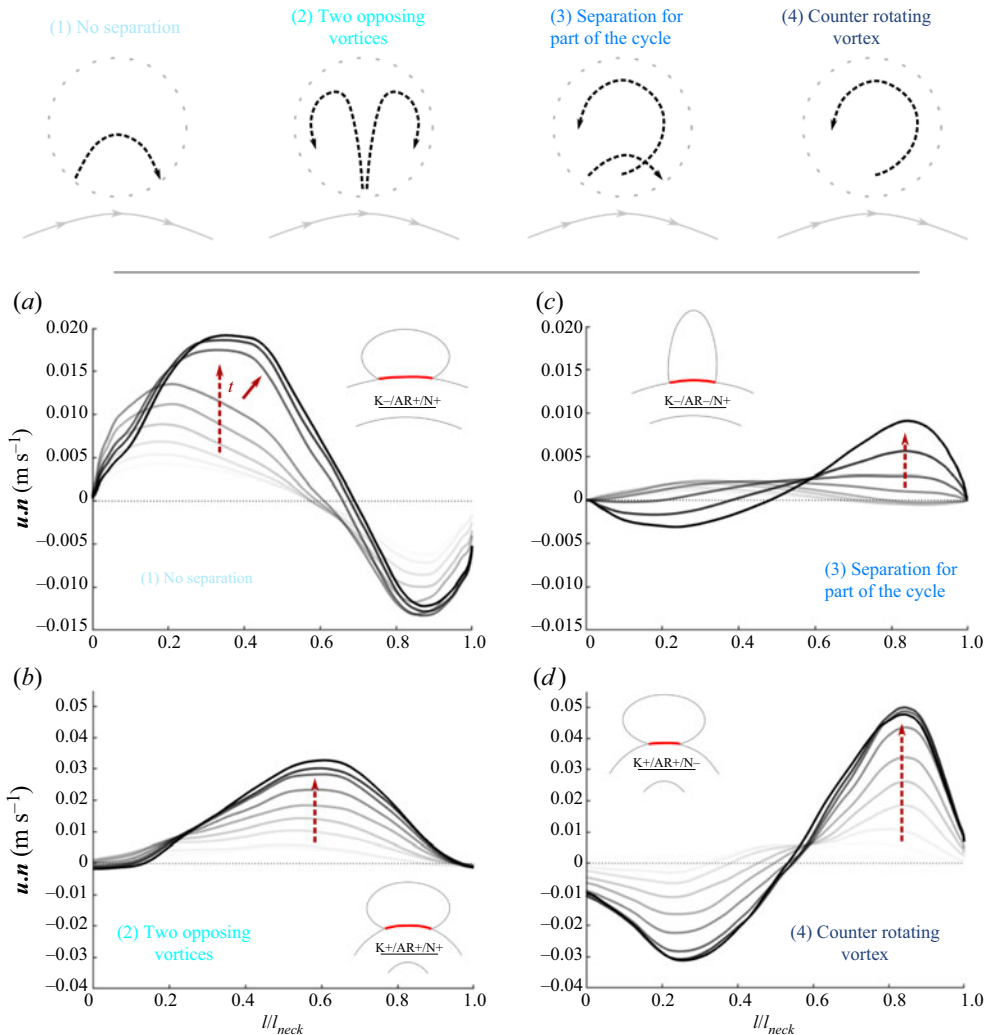 (1) No separation
(2) Two opposing
vortices
(3) Separation for
part of the cycle
(4) Counter rotating
vortex
(a)
0.020
0.015
0.010
0.005
0
−0.005
−0.010
−0.015
u.n (m s⁻¹)
t
K−/AR+/N+
(1) No separation
0
0.2
0.4
0.6
0.8
1.0
(c)
0.020
0.015
0.010
0.005
0
−0.005
−0.010
−0.015
K−/AR−/N+
(3) Separation for
part of the cycle
0
0.2
0.4
0.6
0.8
1.0
(b)
0.05
0.04
0.03
0.02
0.01
0
−0.01
−0.02
−0.03
−0.04
u.n (m s⁻¹)
(2) Two opposing
vortices
K+/AR+/N+
0
0.2
0.4
0.6
0.8
1.0
l/l_neck
(d)
0.05
0.04
0.03
0.02
0.01
0
−0.01
−0.02
−0.03
−0.04
K+/AR+/N−
(4) Counter rotating
vortex
0
0.2
0.4
0.6
0.8
1.0
l/l_neck